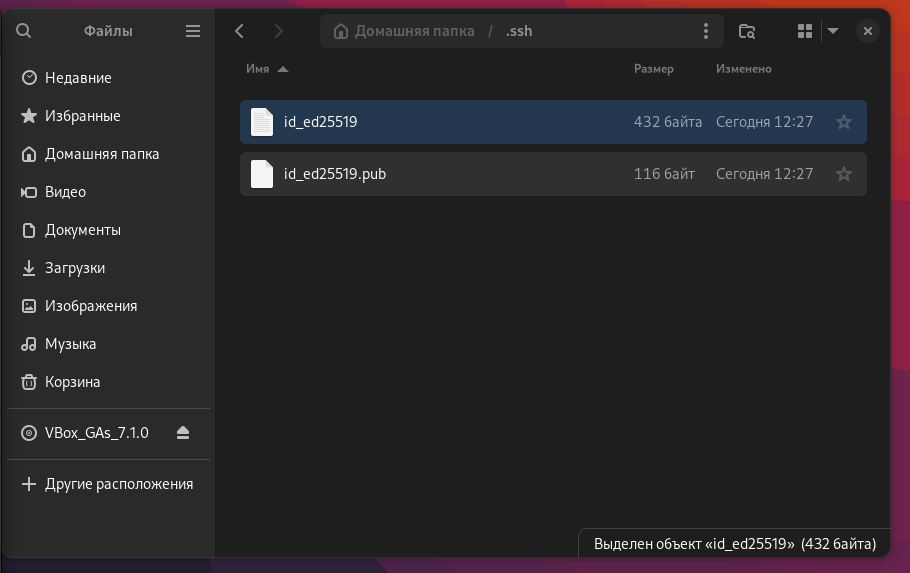 Файлы
Домашняя папка / .ssh
Недавние
Избранные
Домашняя папка
Видео
Документы
Загрузки
Изображения
Музыка
Корзина
VBox_GAs_7.1.0
Другие расположения
Имя Размер Изменено
id_ed25519 432 байта Сегодня 12:27
id_ed25519.pub 116 байт Сегодня 12:27
Выделен объект «id_ed25519» (432 байта)